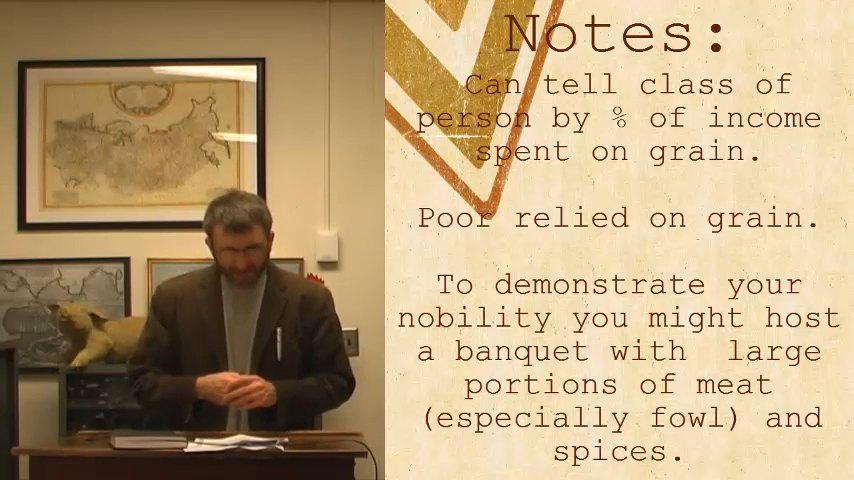 Notes:
Can tell class of
person by % of income
spent on grain.
Poor relied on grain.
To demonstrate your
nobility you might host
a banquet with large
portions of meat
(especially fowl) and
spices.